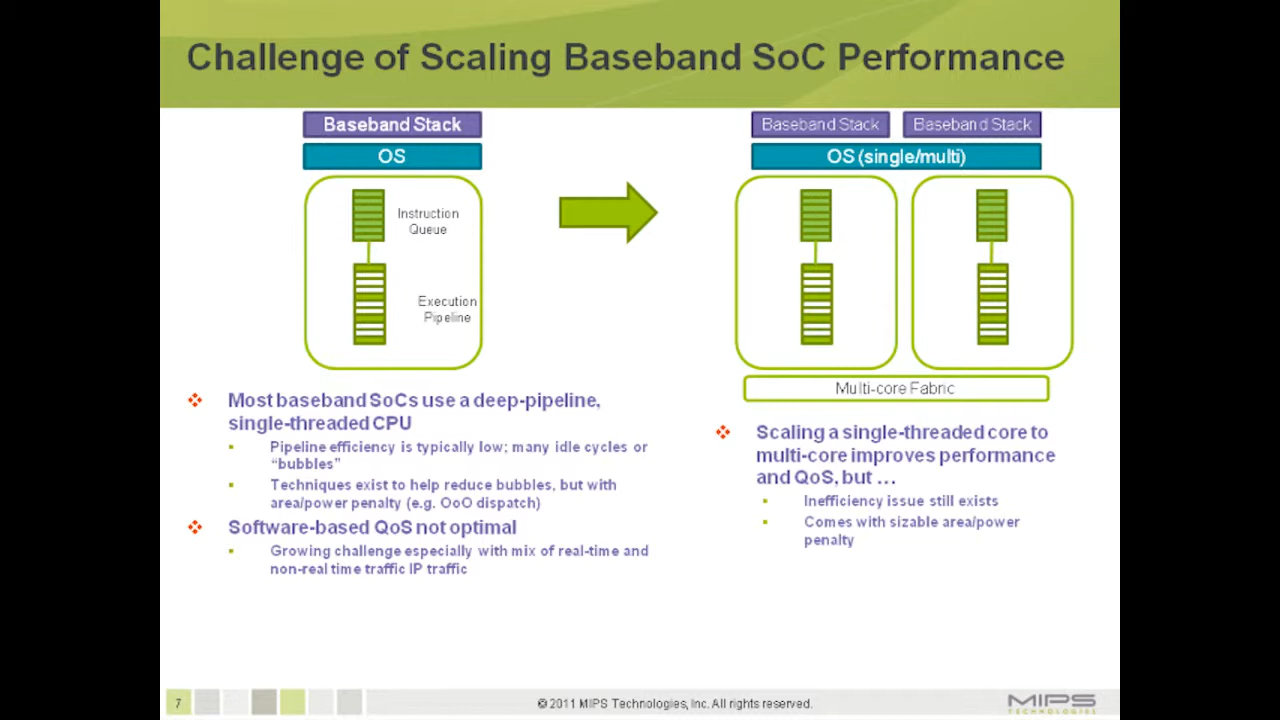 Challenge of Scaling Baseband SoC Performance
Baseband Stack
OS
Instruction
Queue
Execution
Pipeline
Most baseband SoCs use a deep-pipeline,
single-threaded CPU
Pipeline efficiency is typically low; many idle cycles or
“bubbles”
Techniques exist to help reduce bubbles, but with
area/power penalty (e.g. OoO dispatch)
Software-based QoS not optimal
Growing challenge especially with mix of real-time and
non-real time traffic IP traffic
Baseband Stack
Baseband Stack
OS (single/multi)
Multi-core Fabric
Scaling a single-threaded core to
multi-core improves performance
and QoS, but …
Inefficiency issue still exists
Comes with sizable area/power
penalty
7
© 2011 MIPS Technologies, Inc. All rights reserved.
MIPS
TECHNOLOGIES